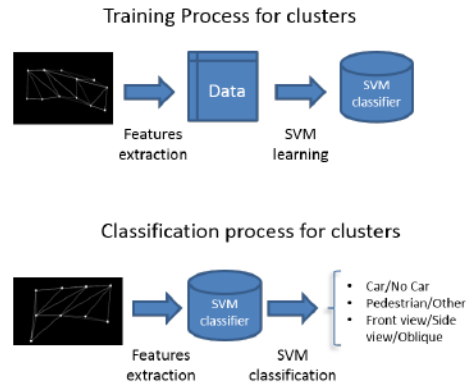 Training Process for clusters
Data
SVM
classifier
Features
extraction
SVM
learning
Classification process for clusters
SVM
classifier
Features
extraction
SVM
classification
• Car/No Car
• Pedestrian/Other
• Front view/Side
view/Oblique